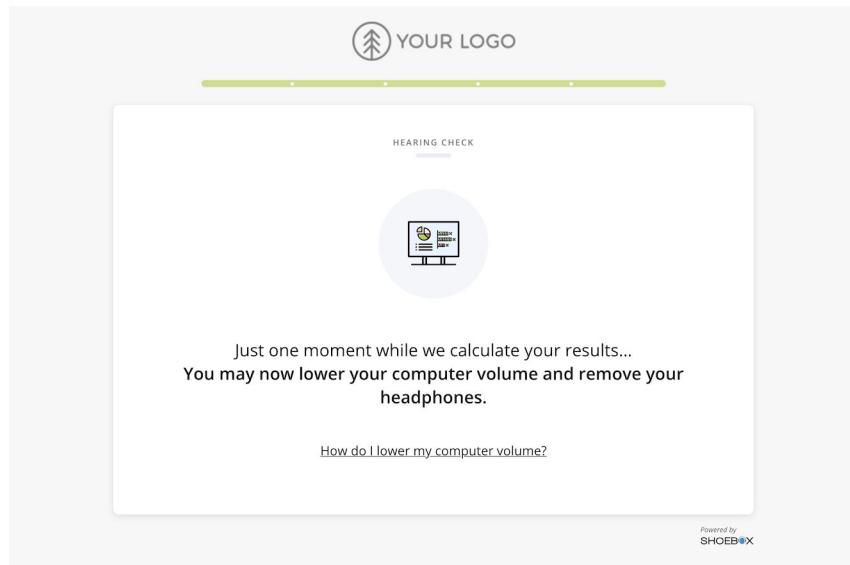 YOUR LOGO
HEARING CHECK
Just one moment while we calculate your results...
You may now lower your computer volume and remove your
headphones.
How do I lower my computer volume?
Powered by
SHOEBOX